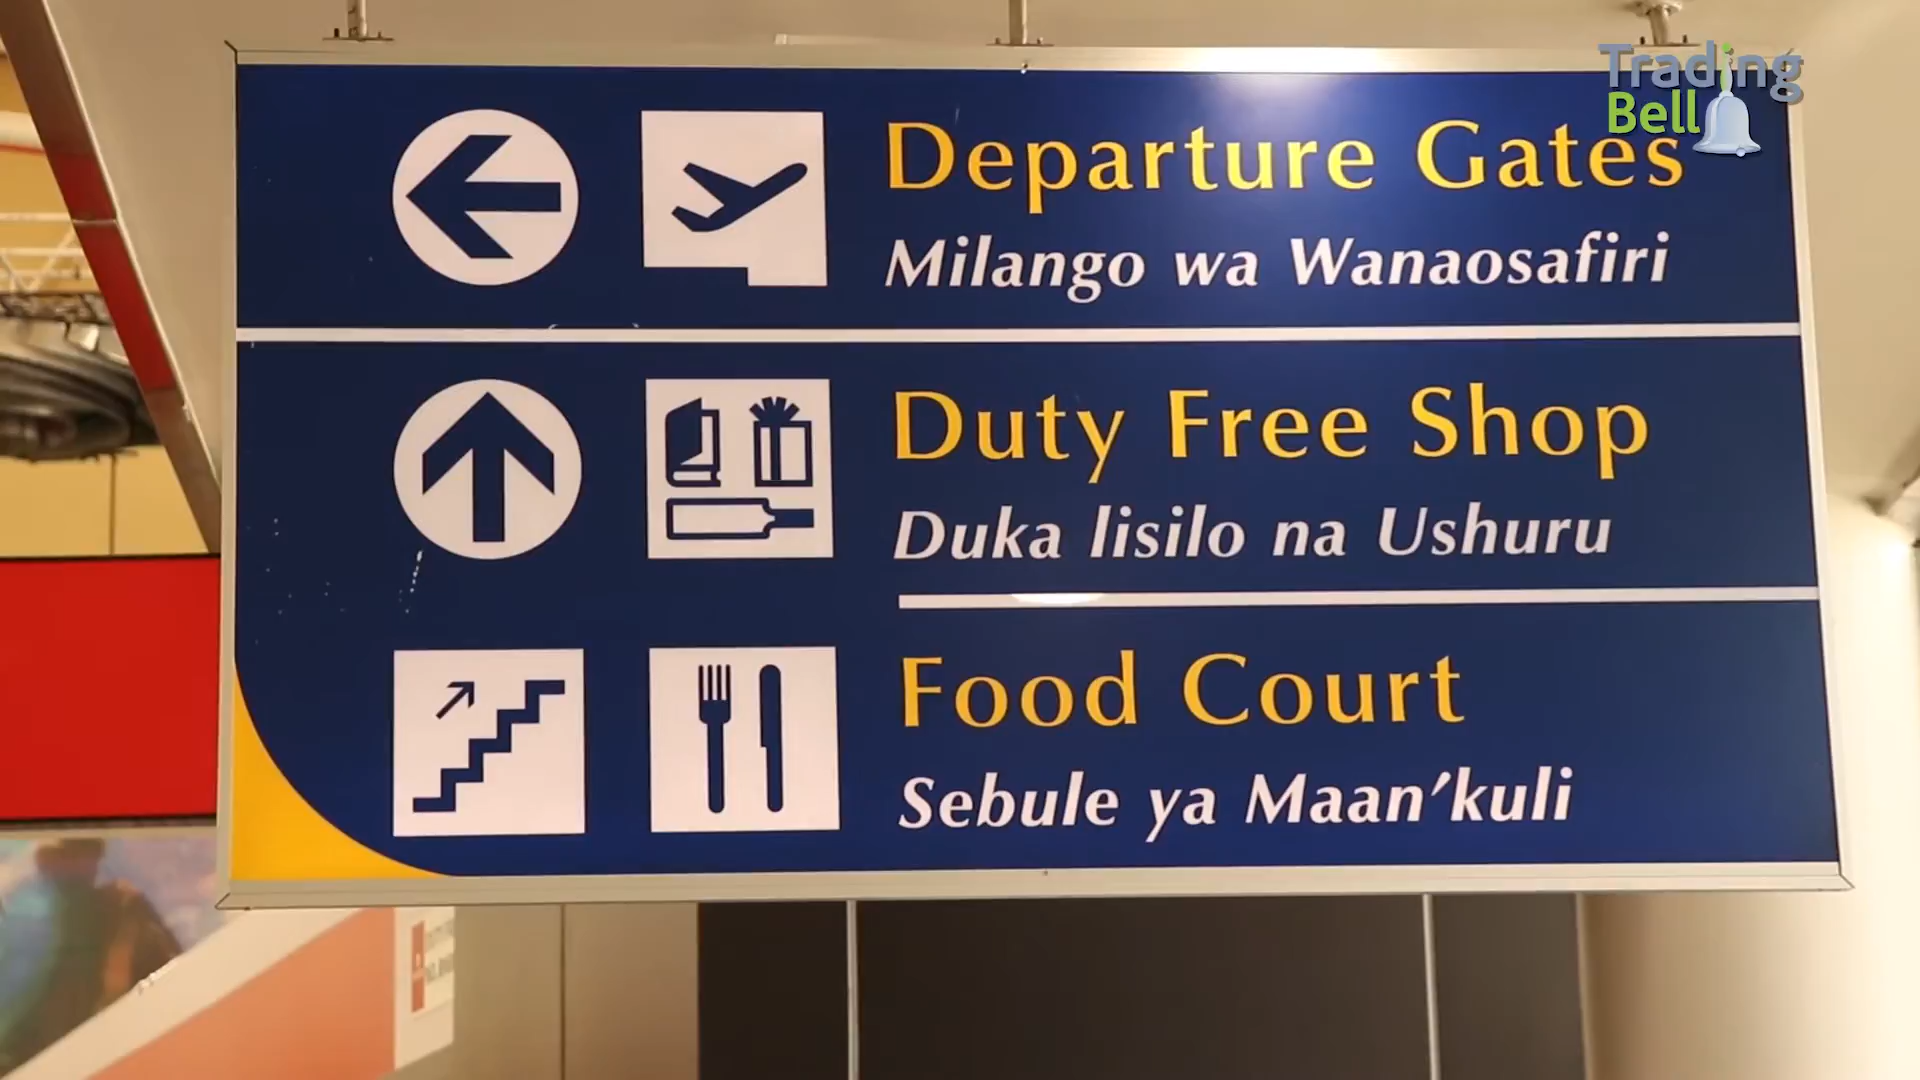 Trading
Bell
Departure Gates
Milango wa Wanaosafiri
Duty Free Shop
Duka lisilo na Ushuru
Food Court
Sebule ya Maan'kuli